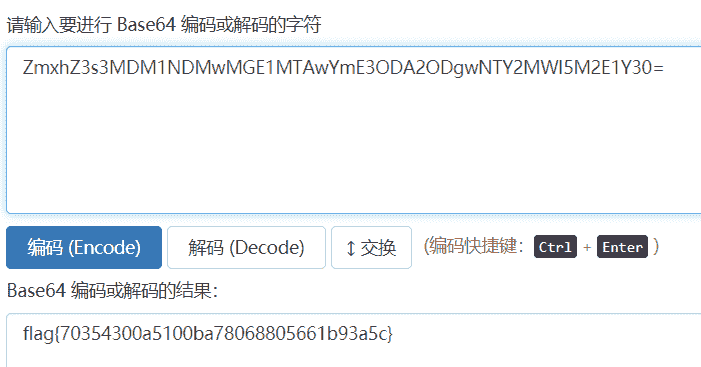 请输入要进行 Base64 编码或解码的字符
ZmxhZ3s3MDM1NDMwMGE1MTAwYmE3ODA2ODgwNTY2MWI5M2E1Y30=
编码 (Encode) 解码 (Decode) ↕ 交换 (编码快捷键： Ctrl + Enter )
Base64 编码或解码的结果：
flag{70354300a5100ba78068805661b93a5c}